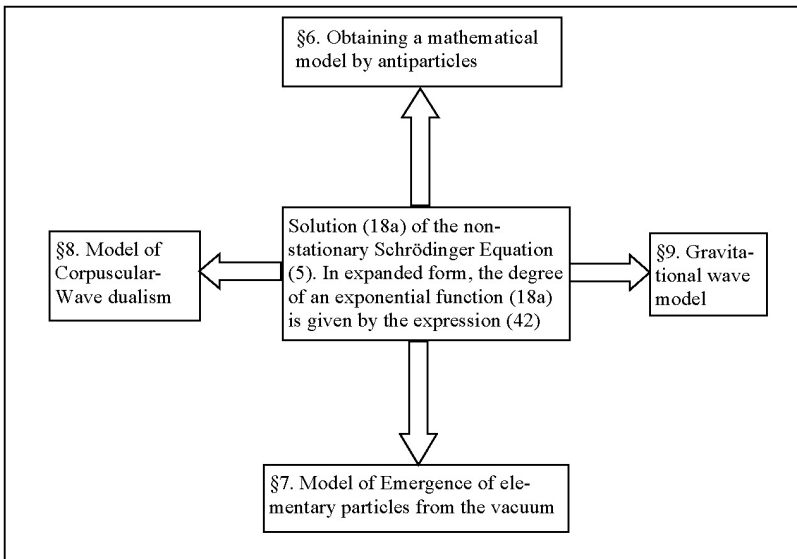 §6. Obtaining a mathematical
model by antiparticles
§8. Model of
Corpuscular-
Wave dualism
Solution (18a) of the non-
stationary Schrödinger Equation
(5). In expanded form, the degree
of an exponential function (18a)
is given by the expression (42)
§9. Gravita-
tional wave
model
§7. Model of Emergence of ele-
mentary particles from the vacuum